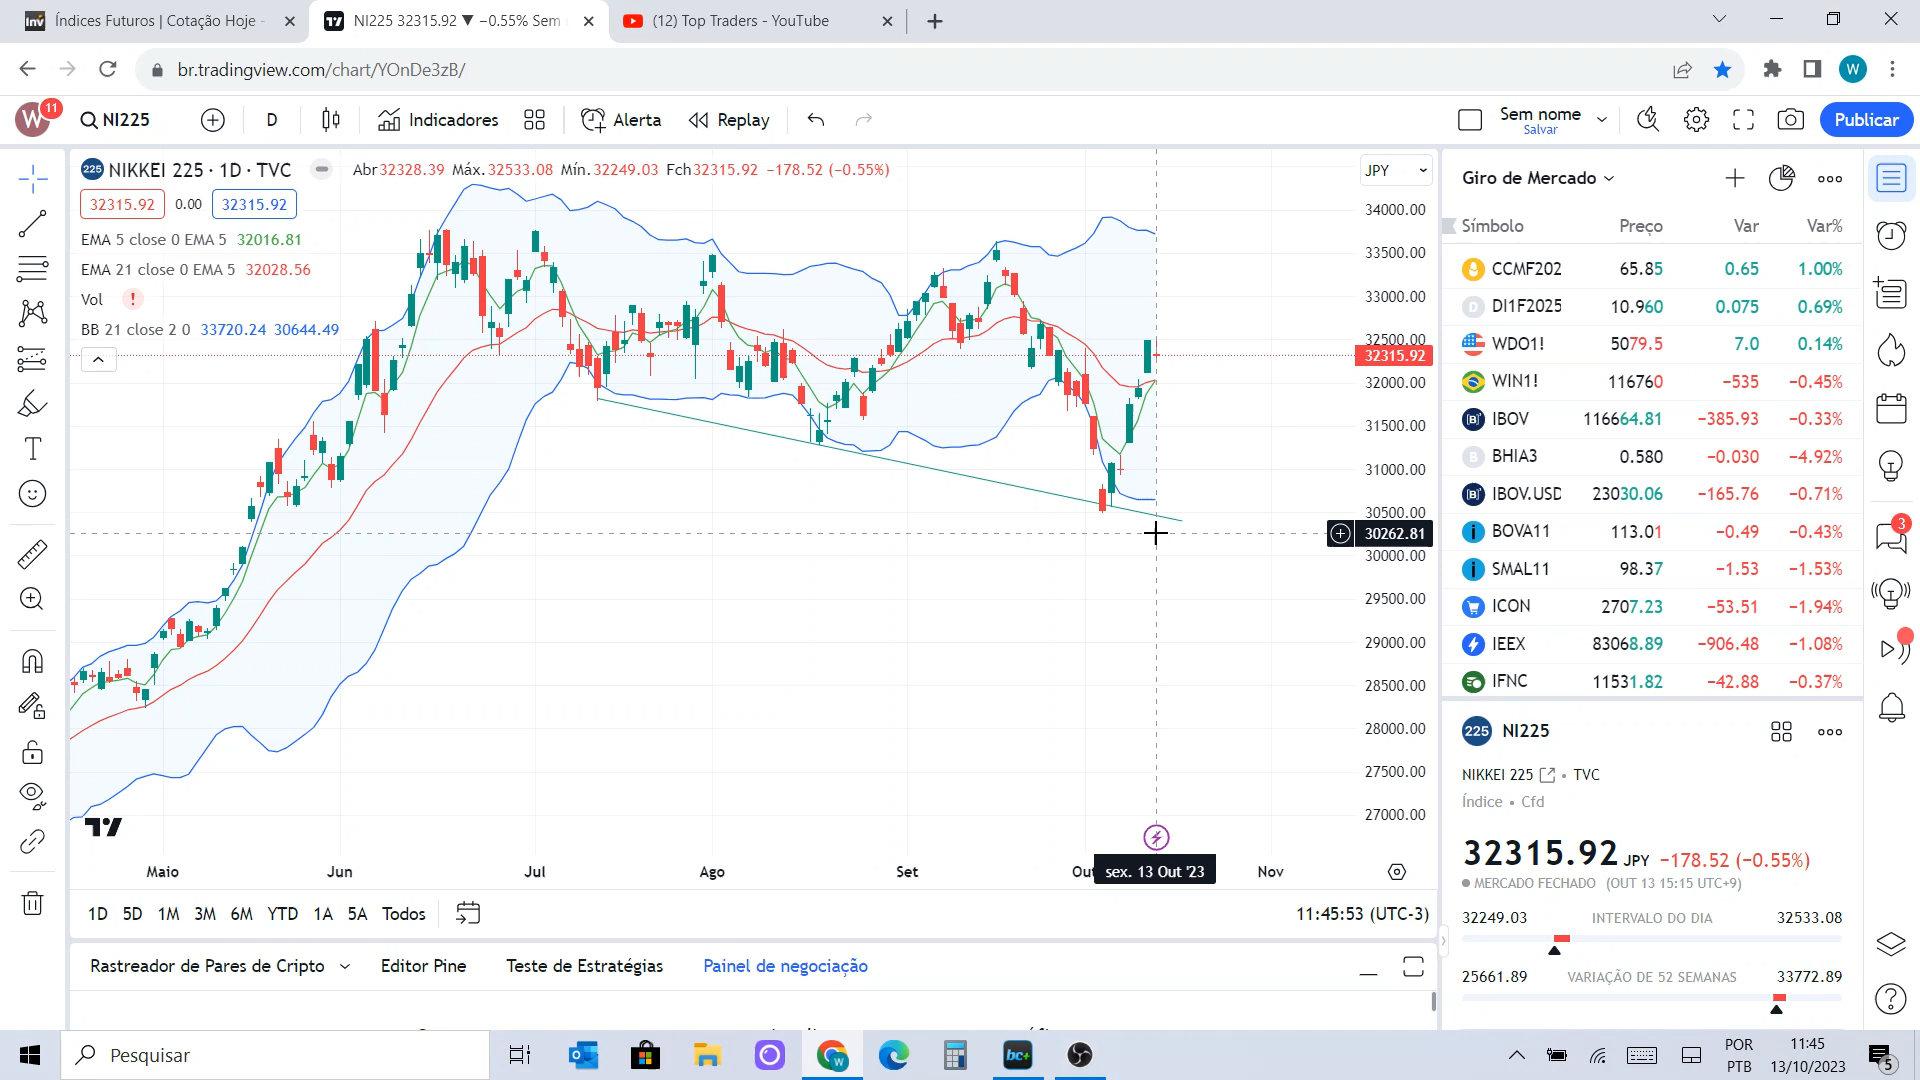 Índices Futuros | Cotação Hoje -
NI225 32315.92 ▼ −0.55% Sem
(12) Top Traders - YouTube
br.tradingview.com/chart/YOnDe3zB/
W
W
11
NI225
D
Indicadores
Alerta
Replay
Sem nome
Salvar
Publicar
225 NIKKEI 225 · 1D · TVC
Abr32328.39 Máx.32533.08 Mín.32249.03 Fch32315.92 −178.52 (−0.55%)
32315.92 0.00 32315.92
EMA 5 close 0 EMA 5 32016.81
EMA 21 close 0 EMA 5 32028.56
Vol !
BB 21 close 2 0 33720.24 30644.49
JPY
34000.00
33500.00
33000.00
32500.00
32315.92
32000.00
31500.00
31000.00
30500.00
30262.81
30000.00
29500.00
29000.00
28500.00
28000.00
27500.00
27000.00
Maio Jun Jul Ago Set Out sex. 13 Out '23 Nov
1D 5D 1M 3M 6M YTD 1A 5A Todos
11:45:53 (UTC-3)
Rastreador de Pares de Cripto Editor Pine Teste de Estratégias Painel de negociação
Giro de Mercado
Símbolo Preço Var Var%
CCMF202 65.85 0.65 1.00%
D DI1F2025 10.960 0.075 0.69%
WDO1! 5079.5 7.0 0.14%
WIN1! 116760 −535 −0.45%
[B] IBOV 116664.81 −385.93 −0.33%
B BHIA3 0.580 −0.030 −4.92%
[B] IBOV.USD 23030.06 −165.76 −0.71%
BOVA11 113.01 −0.49 −0.43%
SMAL11 98.37 −1.53 −1.53%
ICON 2707.23 −53.51 −1.94%
IEEX 83068.89 −906.48 −1.08%
IFNC 11531.82 −42.88 −0.37%
3
225 NI225
NIKKEI 225 • TVC
Índice • Cfd
32315.92 JPY −178.52 (−0.55%)
MERCADO FECHADO (OUT 13 15:15 UTC+9)
32249.03 INTERVALO DO DIA 32533.08
25661.89 VARIAÇÃO DE 52 SEMANAS 33772.89
Pesquisar
bc+
POR
PTB
11:45
13/10/2023
5